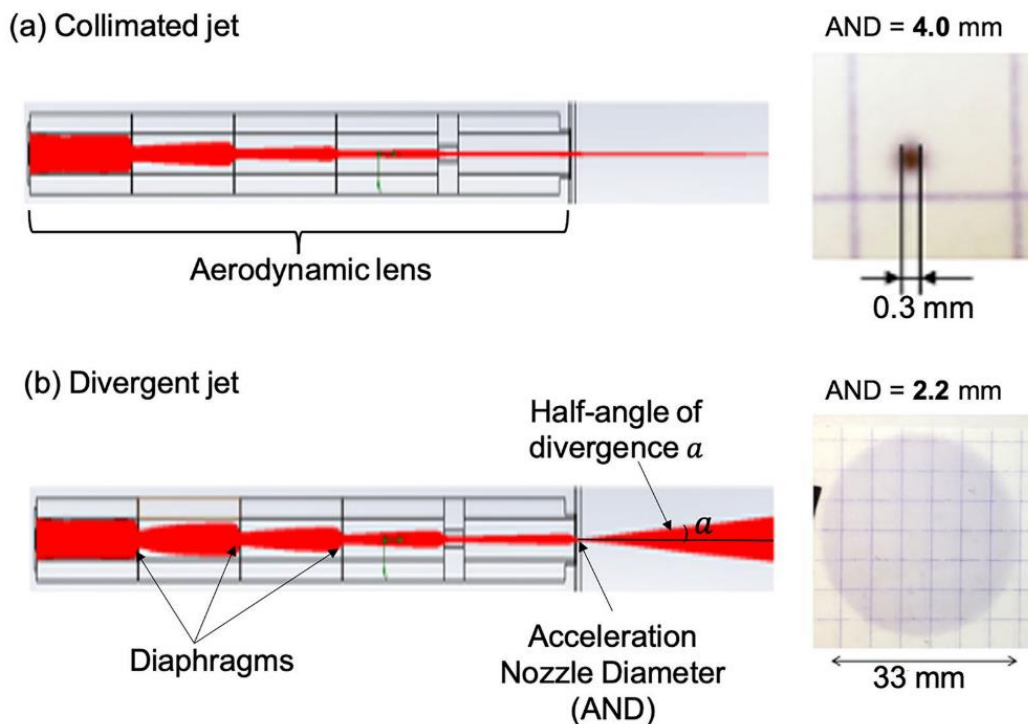 (a) Collimated jet
AND = 4.0 mm
Aerodynamic lens
0.3 mm
(b) Divergent jet
AND = 2.2 mm
Half-angle of
divergence a
a
Diaphragms
Acceleration
Nozzle Diameter
(AND)
33 mm